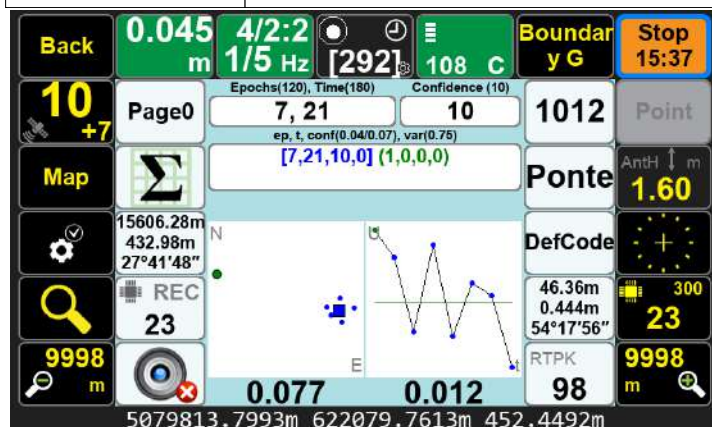 Back
0.045
m
4/2:2
1/5 Hz
[292]
108 C
Boundar
y G
Stop
15:37
10
+7
Page0
Epochs(120), Time(180)
Confidence (10)
7, 21
10
ep, t, conf(0.04/0.07), var(0.75)
[7,21,10,0] (1,0,0,0)
1012
Point
Map
Σ
Ponte
AntH m
1.60
15606.28m
432.98m
27°41'48"
N
U
E
t
DefCode
REC
23
46.36m
0.444m
54°17'56"
300
23
9998
m
0.077
0.012
RTPK
98
9998
m
5079813.7993m 622079.7613m 452.4492m